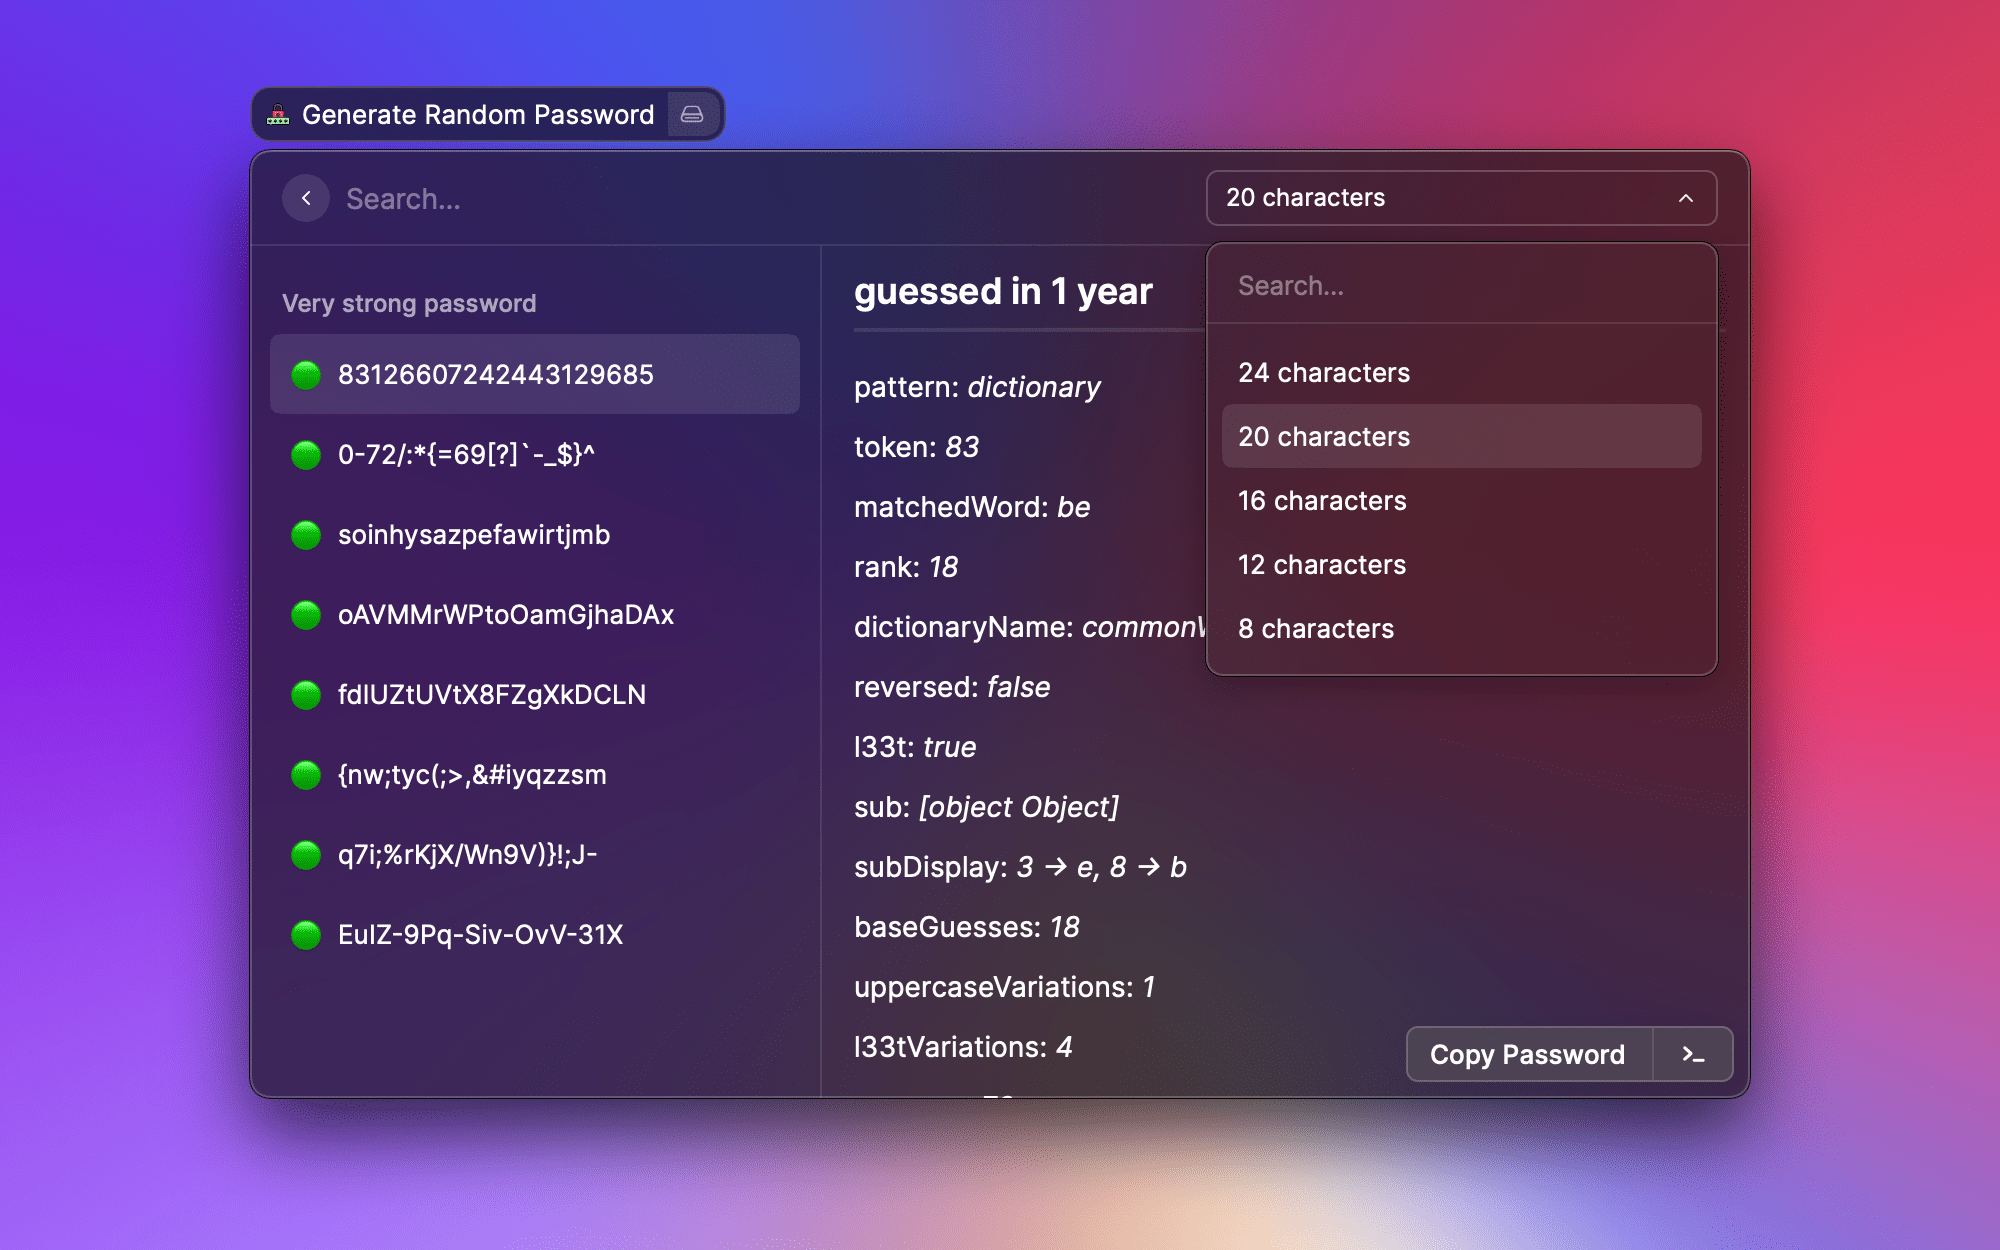 Generate Random Password
Search...
20 characters
Very strong password
83126607242443129685
0-72/:*{=69[?]`-_$}^
soinhysazpefawirtjmb
oAVMMrWPtoOamGjhaDAx
fdIUZtUVtX8FZgXkDCLN
{nw;tyc(;>,&#iyqzzsm
q7i;%rKjX/Wn9V)}!;J-
EuIZ-9Pq-Siv-OvV-31X
guessed in 1 year
pattern: dictionary
token: 83
matchedWord: be
rank: 18
dictionaryName: common
reversed: false
l33t: true
sub: [object Object]
subDisplay: 3 → e, 8 → b
baseGuesses: 18
uppercaseVariations: 1
l33tVariations: 4
Search...
24 characters
20 characters
16 characters
12 characters
8 characters
Copy Password